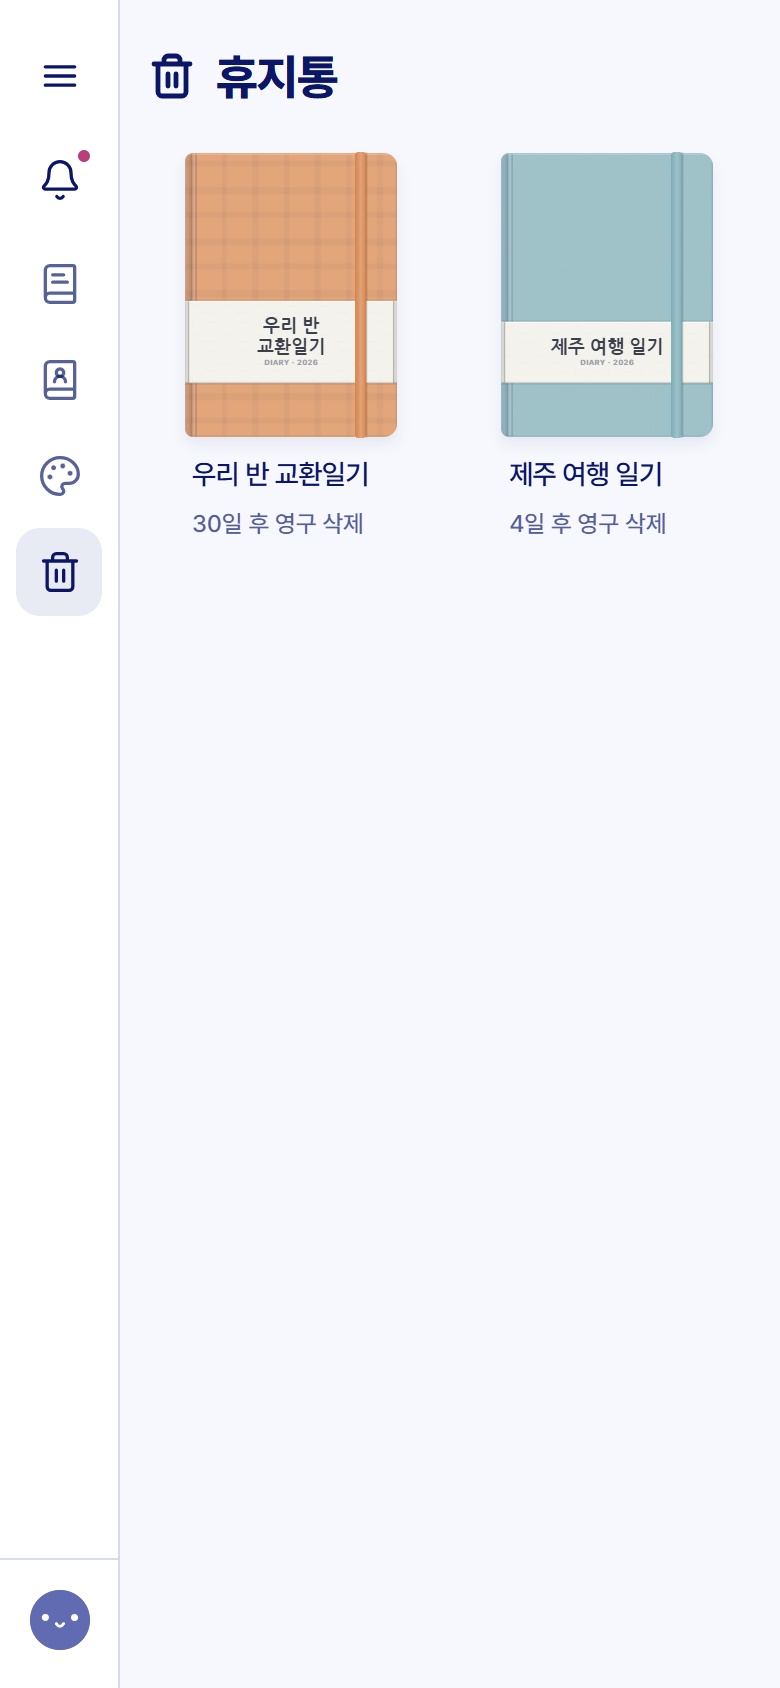 휴지통
우리 반
교환일기
DIARY · 2026
제주 여행 일기
DIARY · 2026
우리 반 교환일기
제주 여행 일기
30일 후 영구 삭제
4일 후 영구 삭제